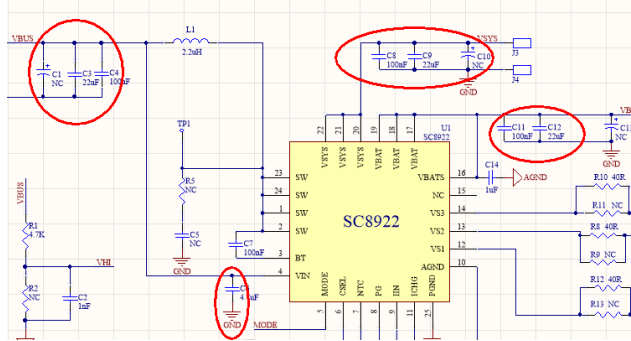 VBUS
L1
2.2uH
C1
NC
C3
22uF
C4
100nF
C8
100nF
C9
22uF
C10
NC
VSYS
J3
J4
GND
TP1
22
21
20
19
18
17
VSYS
VSYS
VSYS
VBAT
VBAT
VBAT
U1
SC8922
C11
100nF
C12
22uF
NC
GND
R5
NC
C5
NC
GND
C7
100nF
23
24
1
2
3
4
SW
SW
SW
SW
BT
VIN
SC8922
VBATS
NC
VS3
VS2
VS1
AGND
16
15
14
13
12
10
C14
1uF
AGND
R10 40R
R11 NC
R8 40R
R9 NC
R12 40R
R13 NC
VBUS
R1
4.7K
VHI
R2
NC
C2
1nF
GND
MODE
MODE
CSEL
NTC
PG
IIN
ICHG
PGND
5
6
7
8
9
11
25